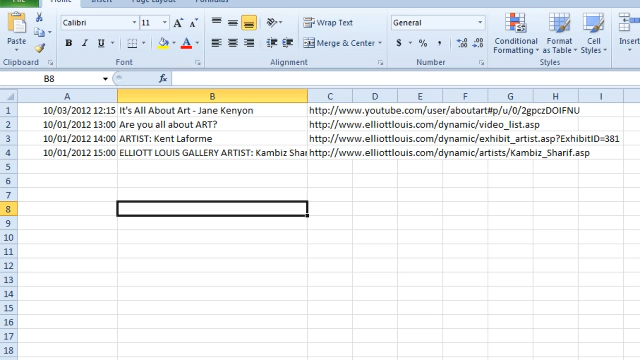 File Home Insert Page Layout Formulas
Calibri 11 A A Wrap Text General
Paste B I U A Merge & Center $ % , .0 .00 Conditional Formatting Format as Table Cell Styles
Clipboard Font Alignment Number Styles
B8 fx
A B C D E F G H I
1 10/03/2012 12:15 It's All About Art - Jane Kenyon http://www.youtube.com/user/aboutart#p/u/0/2gpczDOIFNU
2 10/01/2012 13:00 Are you all about ART? http://www.elliottlouis.com/dynamic/video_list.asp
3 10/01/2012 14:00 ARTIST: Kent Laforme http://www.elliottlouis.com/dynamic/exhibit_artist.asp?ExhibitID=381
4 10/01/2012 15:00 ELLIOTT LOUIS GALLERY ARTIST: Kambiz Shar http://www.elliottlouis.com/dynamic/artists/Kambiz_Sharif.asp
5
6
7
8
9
10
11
12
13
14
15
16
17
18